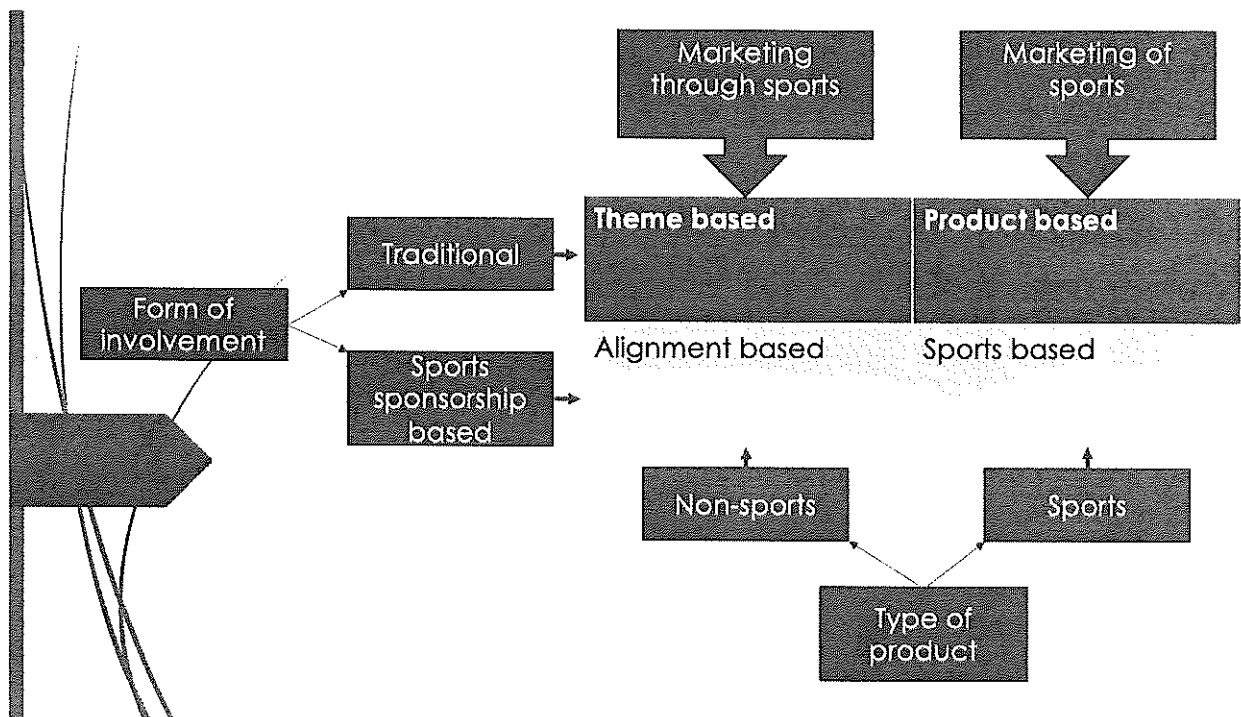 Marketing
through sports
Marketing of
sports
Theme based
Product based
Traditional
Form of
involvement
Alignment based
Sports based
Sports
sponsorship
based
Non-sports
Sports
Type of
product